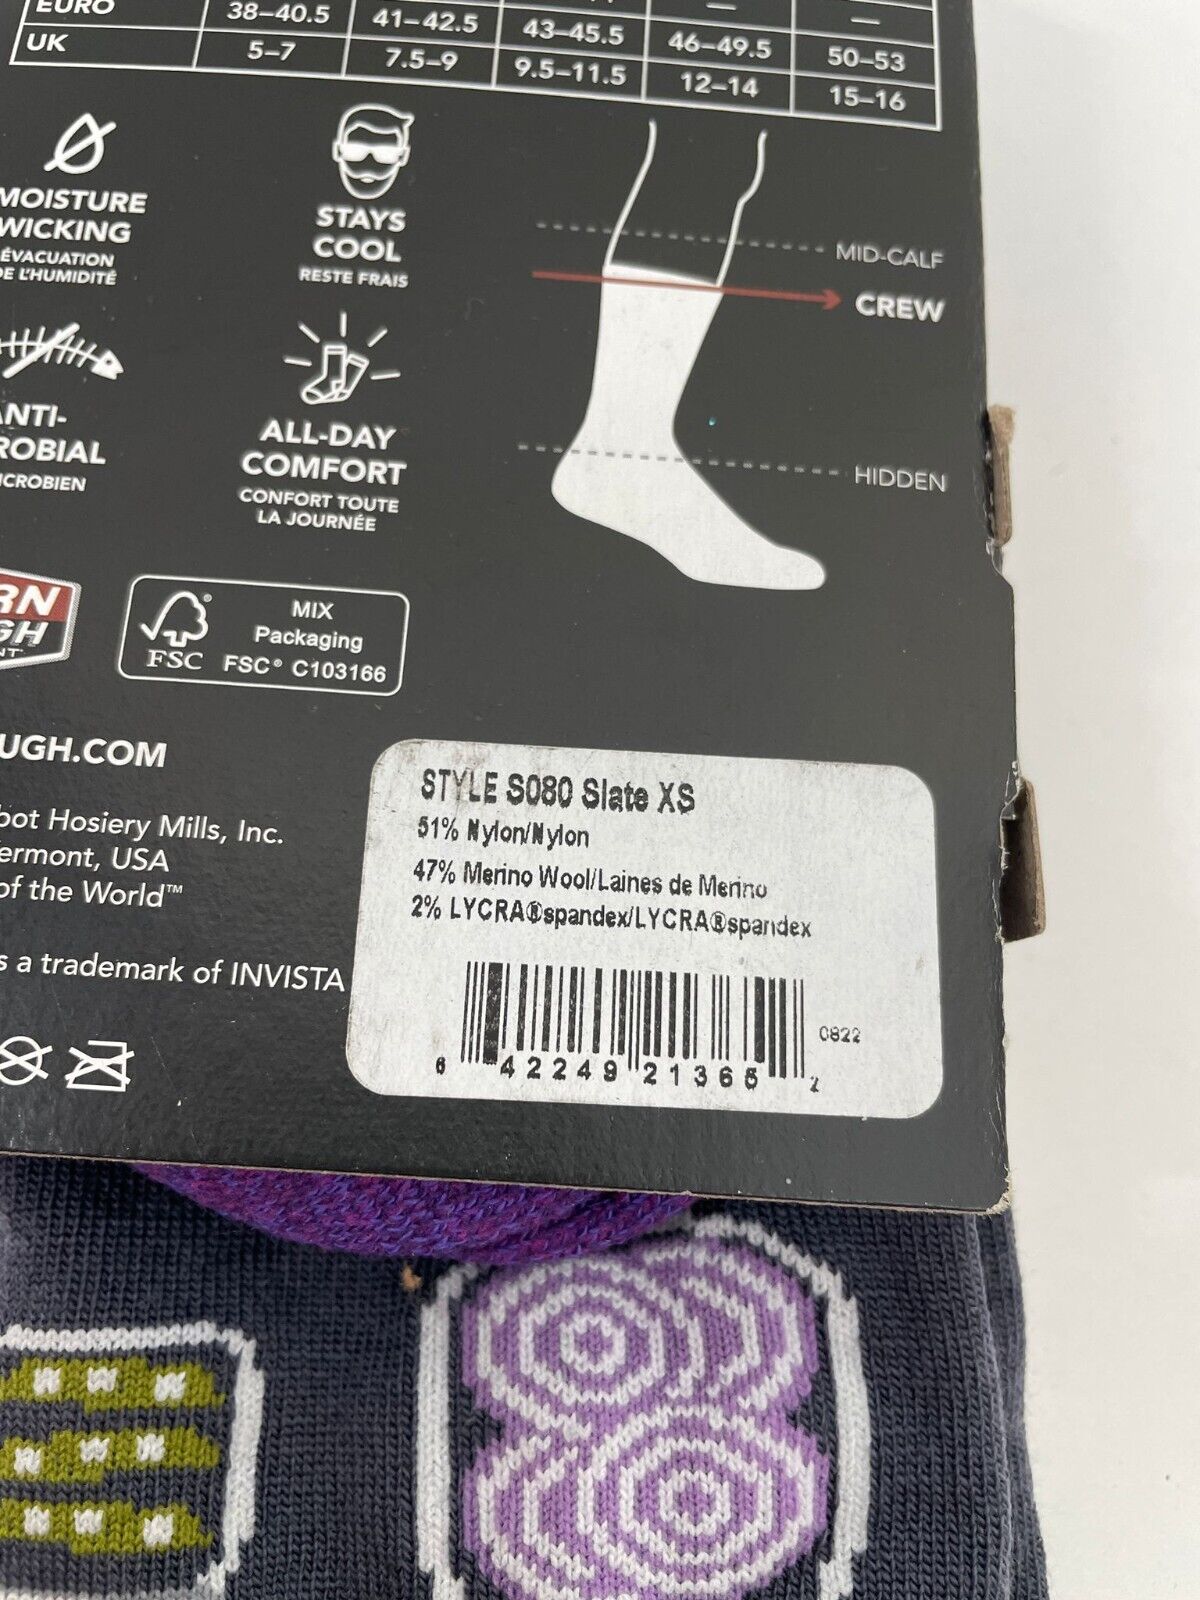 EURO 38–40.5 41–42.5 43–45.5 46–49.5 50–53
UK 5–7 7.5–9 9.5–11.5 12–14 15–16
MOISTURE
WICKING
ÉVACUATION
DE L'HUMIDITÉ
STAYS
COOL
RESTE FRAIS
MID-CALF
CREW
HIDDEN
ANTI-
ROBIAL
ICROBIEN
ALL-DAY
COMFORT
CONFORT TOUTE
LA JOURNÉE
RN
GH
NT
FSC
MIX
Packaging
FSC® C103166
UGH.COM
bot Hosiery Mills, Inc.
ermont, USA
of the World™
s a trademark of INVISTA
STYLE S080 Slate XS
51% Nylon/Nylon
47% Merino Wool/Laines de Merino
2% LYCRA®spandex/LYCRA®spandex
0822
6 42249 21365 2